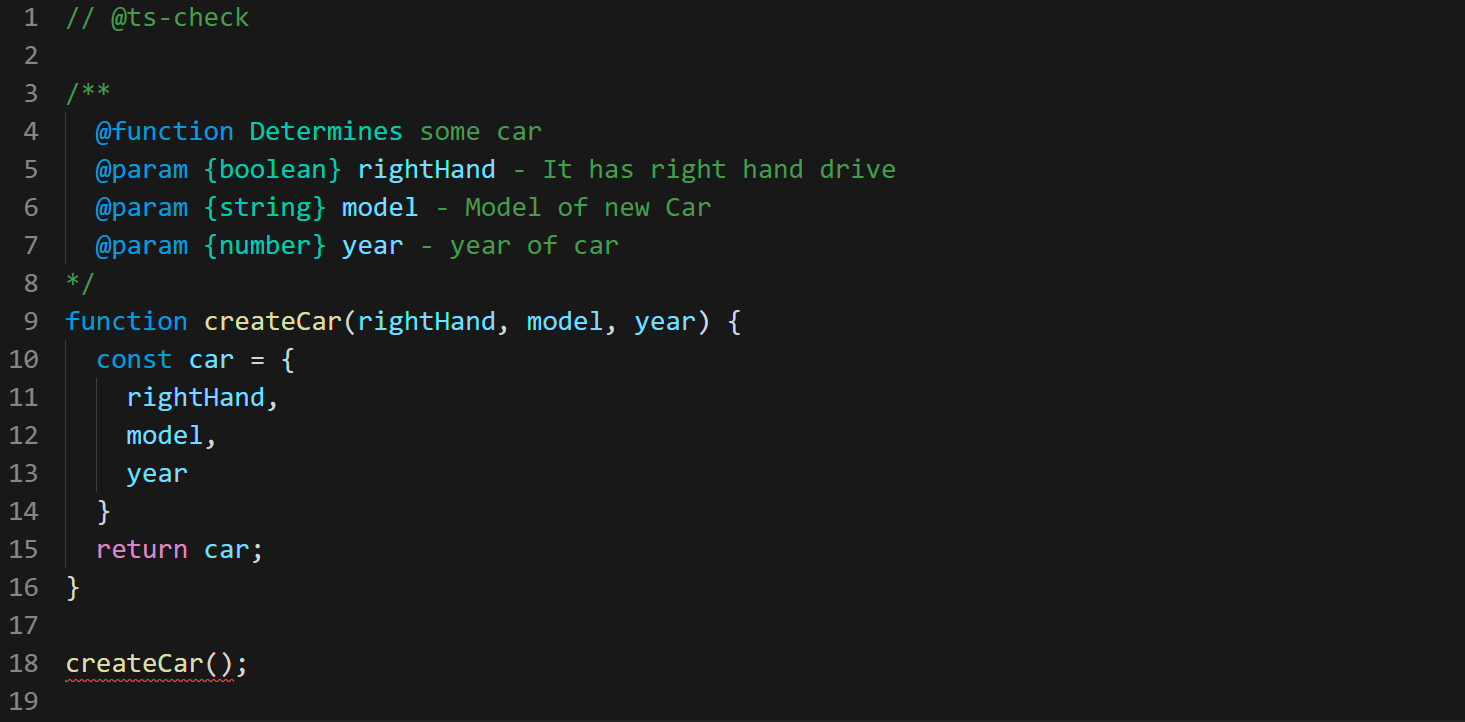 1 // @ts-check
2
3 /**
4   @function Determines some car
5   @param {boolean} rightHand - It has right hand drive
6   @param {string} model - Model of new Car
7   @param {number} year - year of car
8 */
9 function createCar(rightHand, model, year) {
10   const car = {
11     rightHand,
12     model,
13     year
14   }
15   return car;
16 }
17
18 createCar();
19